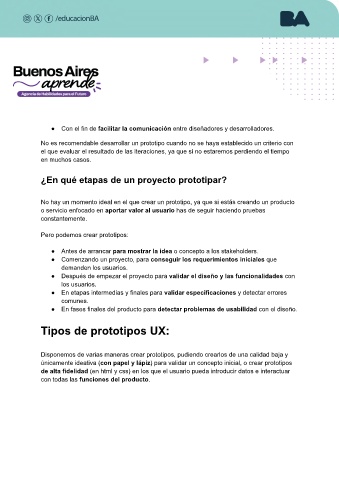 /educacionBA
BA
Buenos Aires
aprende
Agencia de Habilidades para el Futuro
● Con el fin de facilitar la comunicación entre diseñadores y desarrolladores.
No es recomendable desarrollar un prototipo cuando no se haya establecido un criterio con
el que evaluar el resultado de las iteraciones, ya que si no estaremos perdiendo el tiempo
en muchos casos.
¿En qué etapas de un proyecto prototipar?
No hay un momento ideal en el que crear un prototipo, ya que si estás creando un producto
o servicio enfocado en aportar valor al usuario has de seguir haciendo pruebas
constantemente.
Pero podemos crear prototipos:
● Antes de arrancar para mostrar la idea o concepto a los stakeholders.
● Comenzando un proyecto, para conseguir los requerimientos iniciales que
demanden los usuarios.
● Después de empezar el proyecto para validar el diseño y las funcionalidades con
los usuarios.
● En etapas intermedias y finales para validar especificaciones y detectar errores
comunes.
● En fases finales del producto para detectar problemas de usabilidad con el diseño.
Tipos de prototipos UX:
Disponemos de varias maneras crear prototipos, pudiendo crearlos de una calidad baja y
únicamente ideativa (con papel y lápiz) para validar un concepto inicial, o crear prototipos
de alta fidelidad (en html y css) en los que el usuario pueda introducir datos e interactuar
con todas las funciones del producto.